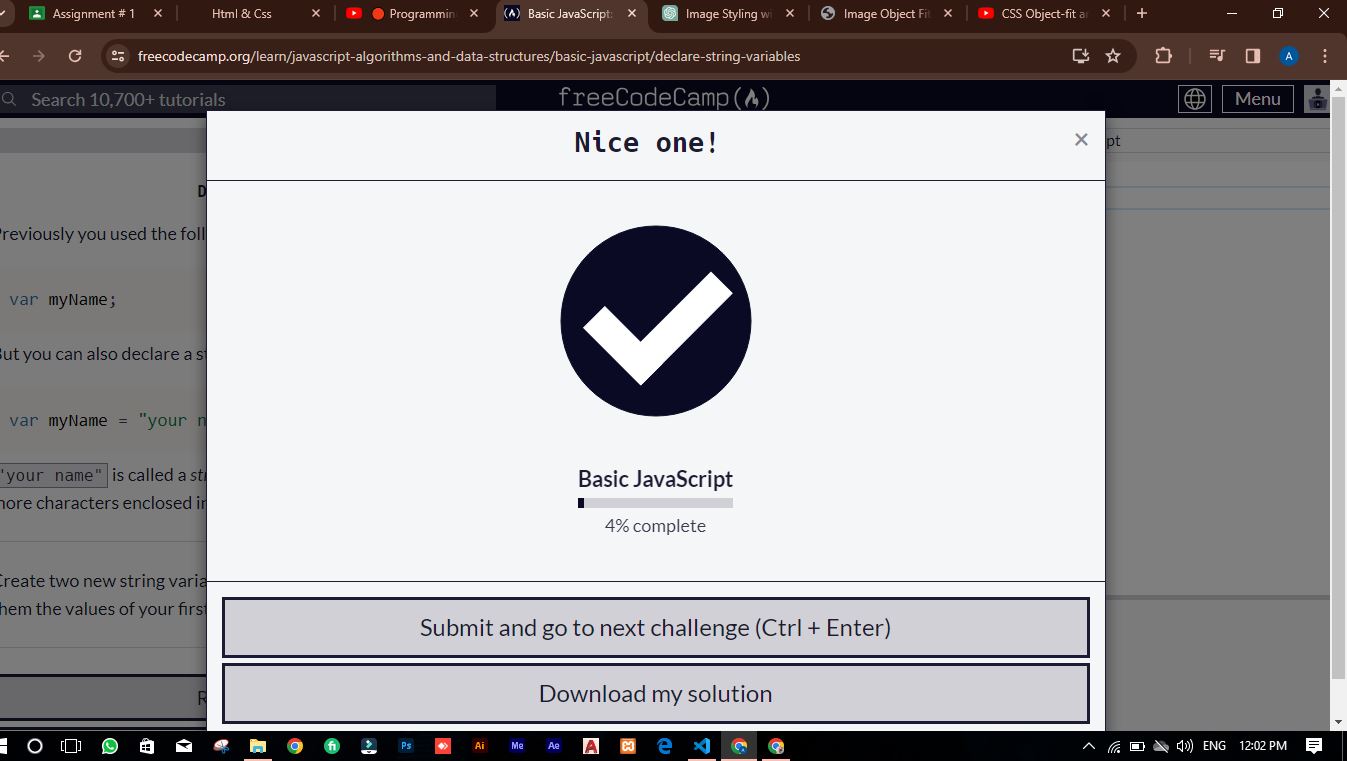 Assignment # 1
Html & Css
Programmin
Basic JavaScript:
Image Styling wi
Image Object Fit
CSS Object-fit a
freecodecamp.org/learn/javascript-algorithms-and-data-structures/basic-javascript/declare-string-variables
A
Search 10,700+ tutorials
freeCodeCamp
Menu
Nice one!
pt
D
Previously you used the foll
var myName;
But you can also declare a st
var myName = "your n
"your name" is called a str
more characters enclosed in
Basic JavaScript
4% complete
Create two new string varia
them the values of your first
Submit and go to next challenge (Ctrl + Enter)
R
Download my solution
Ps
Ai
Me
Ae
A
ENG
12:02 PM